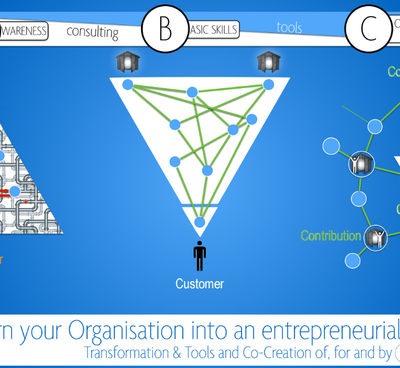 WARENESS consulting B BASIC SKILLS tools C
Co
Contribution
Customer
rn your Organisation into an entrepreneurial
Transformation & Tools and Co-Creation of, for and by